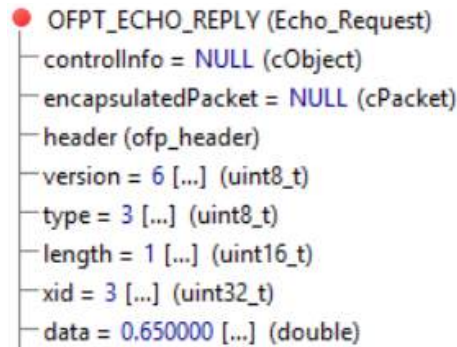 OFPT_ECHO_REPLY (Echo_Request)
controlInfo = NULL (cObject)
encapsulatedPacket = NULL (cPacket)
header (ofp_header)
version = 6 [...] (uint8_t)
type = 3 [...] (uint8_t)
length = 1 [...] (uint16_t)
xid = 3 [...] (uint32_t)
data = 0.650000 [...] (double)